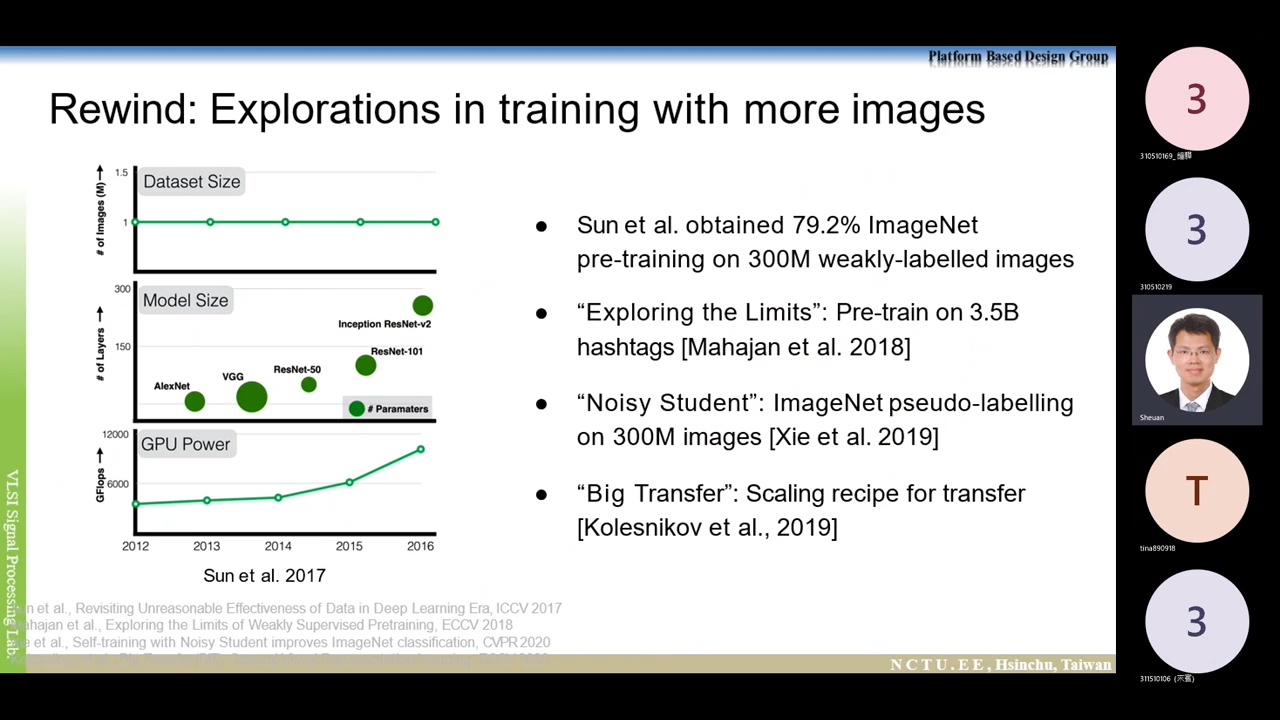 Platform Based Design Group
Rewind: Explorations in training with more images
# of Images (M)
1.5
1
Dataset Size
# of Layers
300
150
Model Size
AlexNet
VGG
ResNet-50
ResNet-101
Inception ResNet-v2
# Paramaters
GFlops
12000
6000
GPU Power
2012 2013 2014 2015 2016
Sun et al. 2017
● Sun et al. obtained 79.2% ImageNet
pre-training on 300M weakly-labelled images
● “Exploring the Limits”: Pre-train on 3.5B
hashtags [Mahajan et al. 2018]
● “Noisy Student”: ImageNet pseudo-labelling
on 300M images [Xie et al. 2019]
● “Big Transfer”: Scaling recipe for transfer
[Kolesnikov et al., 2019]
Sun et al., Revisiting Unreasonable Effectiveness of Data in Deep Learning Era, ICCV 2017
Mahajan et al., Exploring the Limits of Weakly Supervised Pretraining, ECCV 2018
Xie et al., Self-training with Noisy Student improves ImageNet classification, CVPR 2020
VLSI Signal Processing Lab.
N C T U . E E , Hsinchu, Taiwan
3
310510169_
3
310510219
Sheuan
T
tina890918
3
311510106